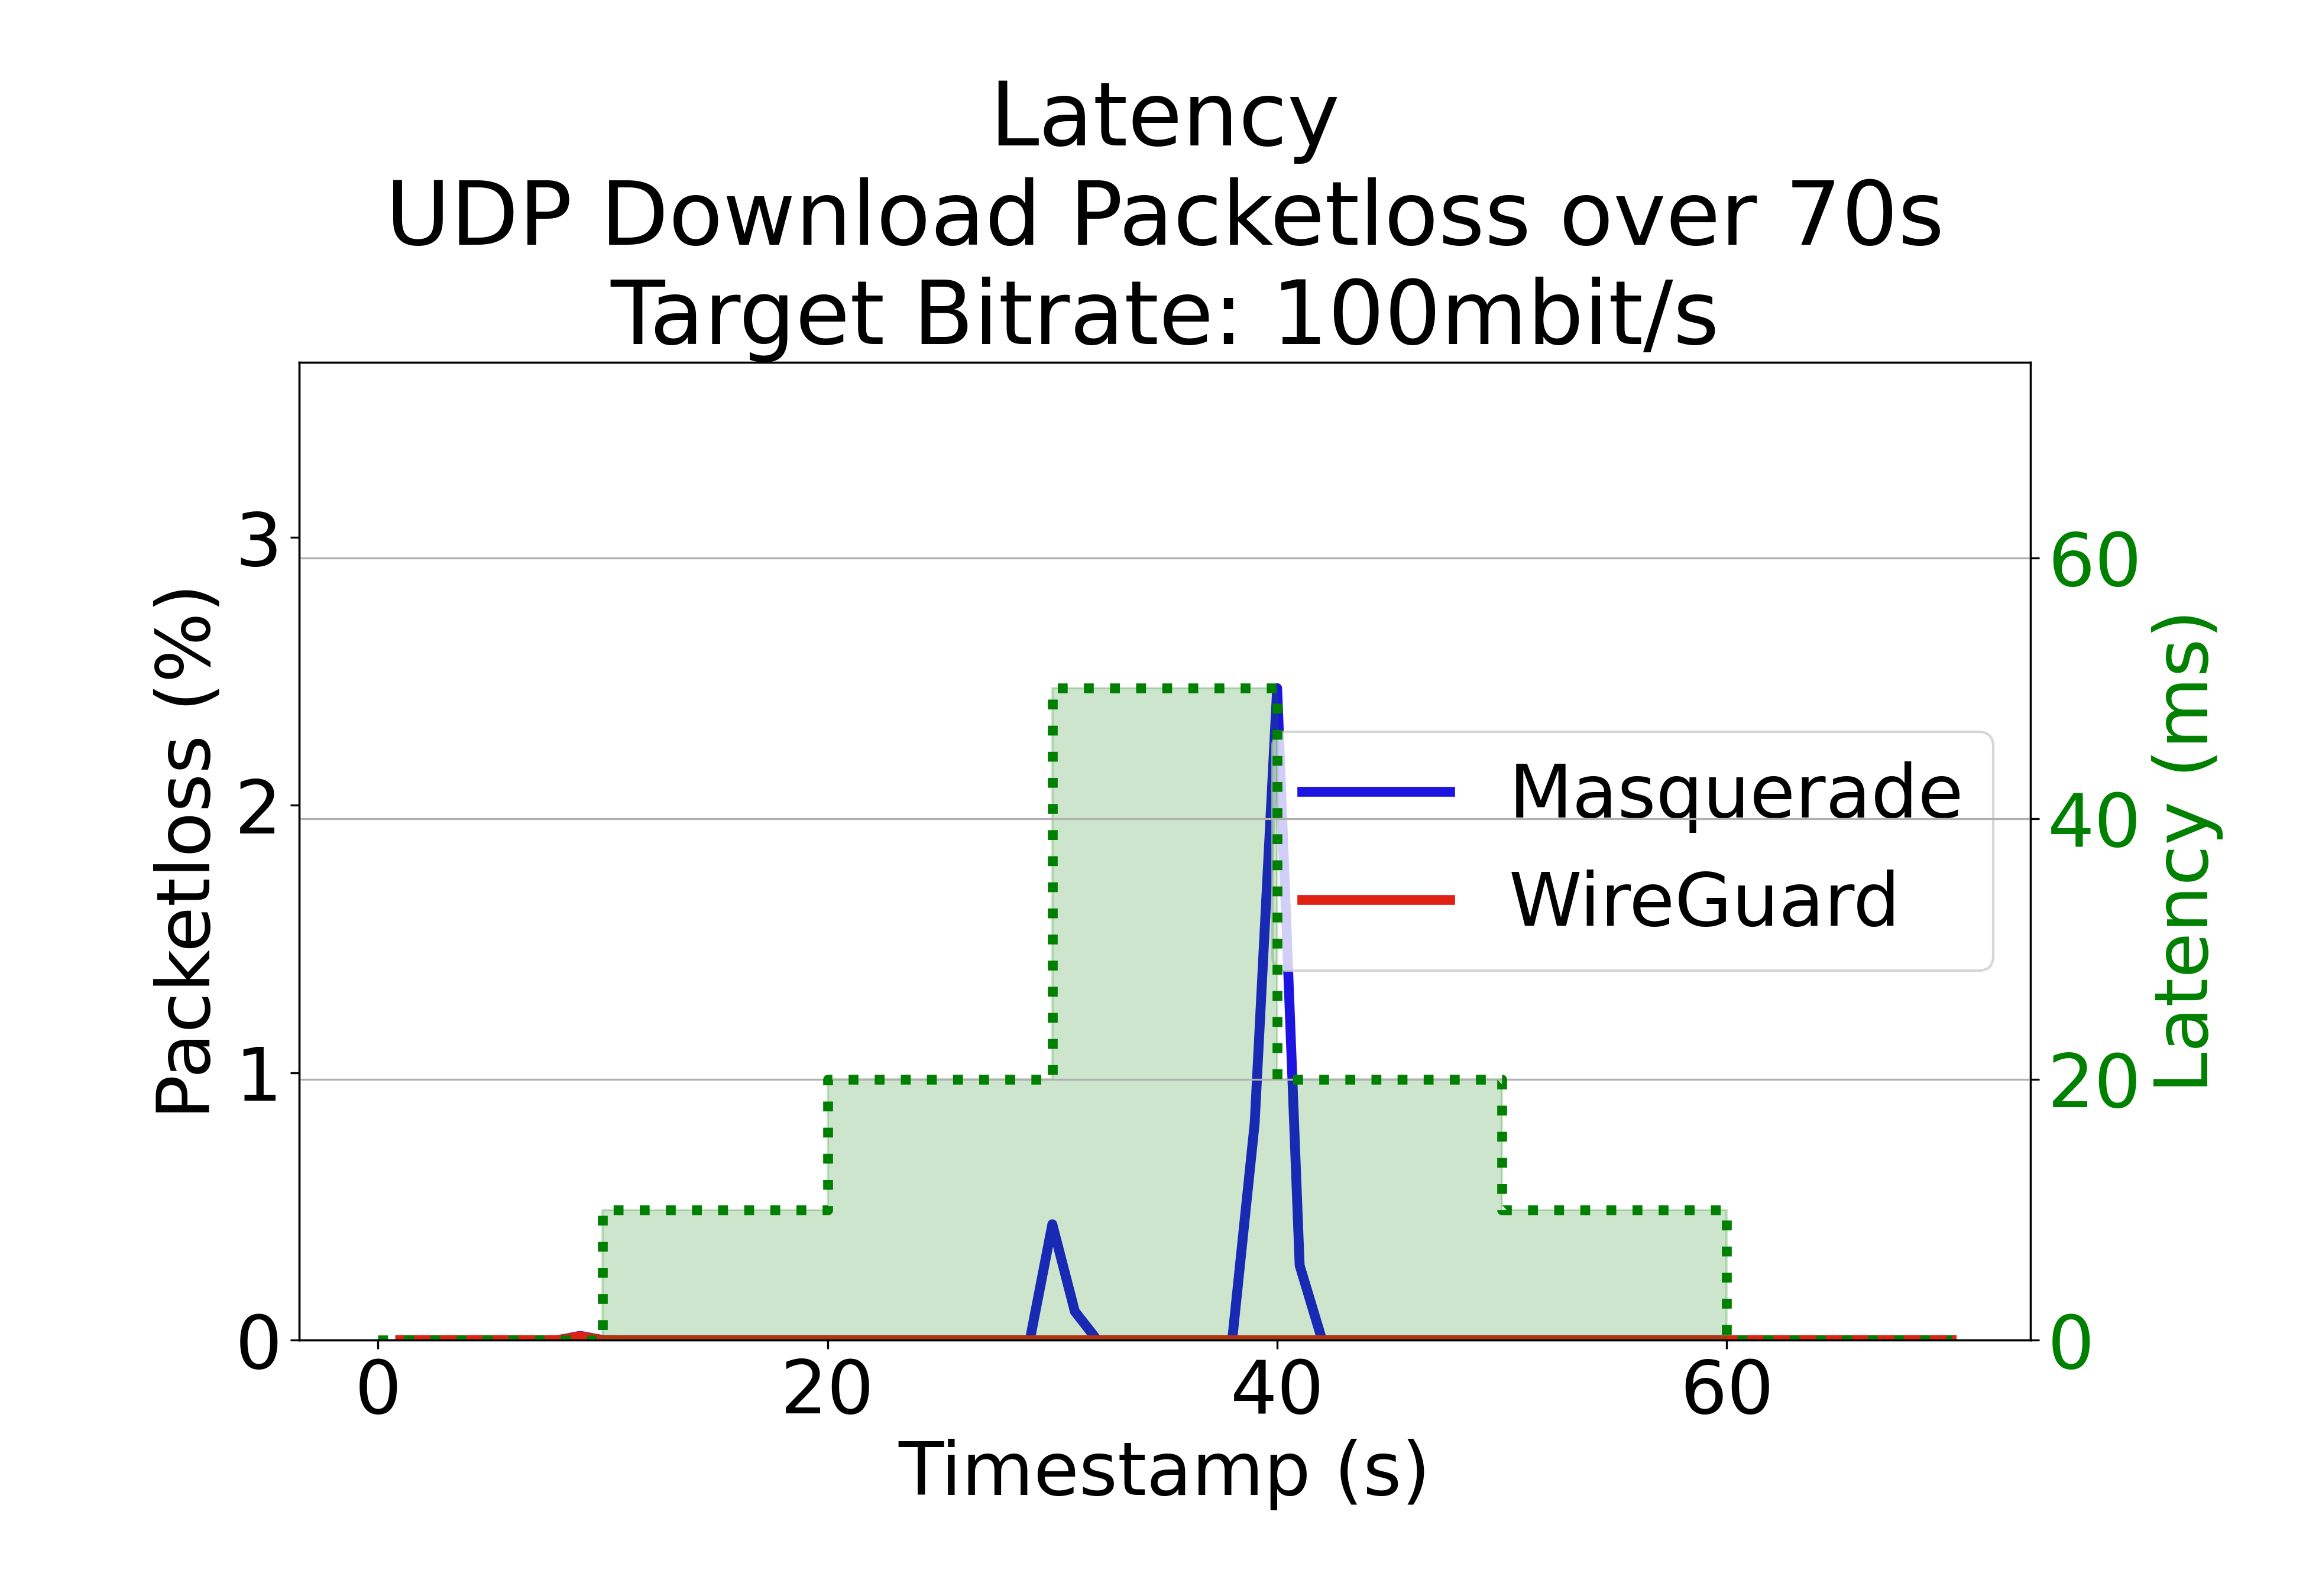 Latency
UDP Download Packetloss over 70s
Target Bitrate: 100mbit/s
Packetloss (%)
3
2
1
0
Masquerade
WireGuard
60
40
20
0
Latency (ms)
0
20
40
60
Timestamp (s)